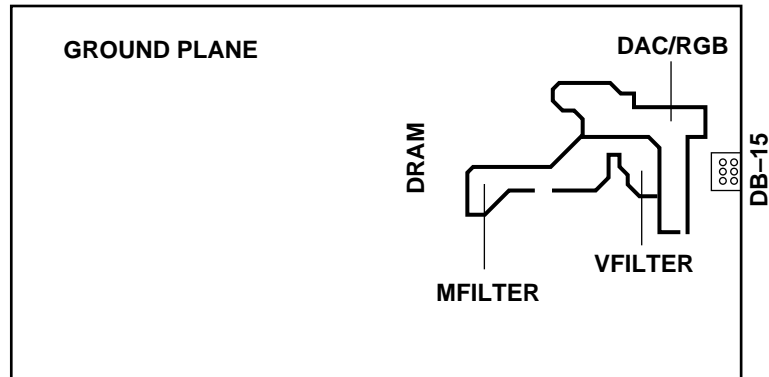 GROUND PLANE
DAC/RGB
DRAM
DB–15
VFILTER
MFILTER